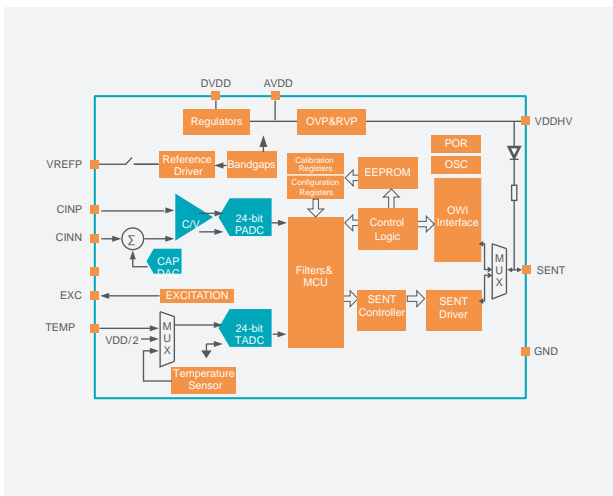 DVDD
AVDD
Regulators
OVP&RVP
VDDHV
POR
OSC
VREFP
Reference
Driver
Bandgaps
Calibration
Registers
Configuration
Registers
EEPROM
CINP
CINN
C/V
24-bit
PADC
Control
Logic
OWI
Interface
Σ
CAP
DAC
Filters&
MCU
MUX
SENT
EXC
EXCITATION
SENT
Controller
SENT
Driver
TEMP
VDD/2
MUX
24-bit
TADC
GND
Temperature
Sensor